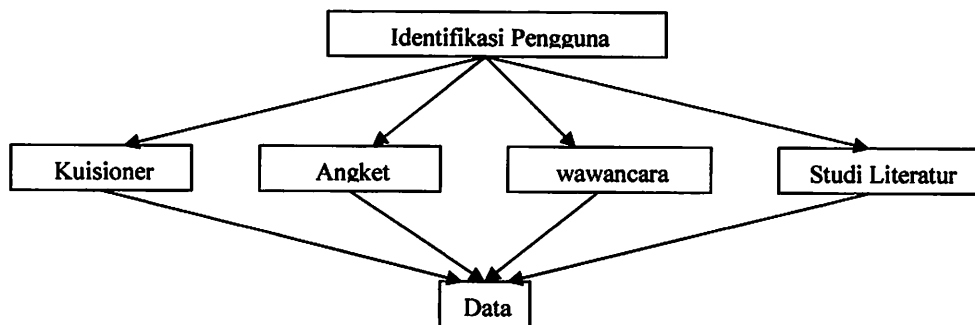 Identifikasi Pengguna
Kuisioner
Angket
wawancara
Studi Literatur
Data